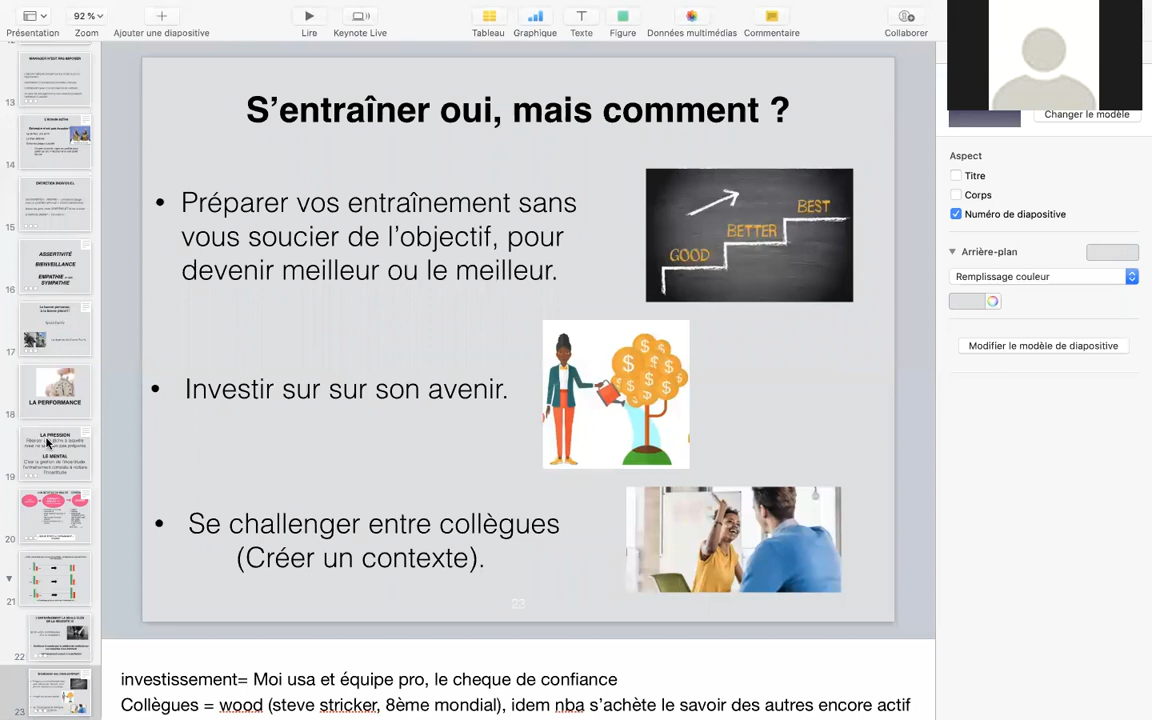 92 %
Présentation
Zoom
Ajouter une diapositive
Lire
Keynote Live
Tableau
Graphique
Texte
Figure
Données multimédias
Commentaire
Collaborer
Changer le modèle
Aspect
Titre
Corps
Numéro de diapositive
Arrière-plan
Remplissage couleur
Modifier le modèle de diapositive
13
14
15
ASSERTIVITÉ
BIENVEILLANCE
EMPATHIE
SYMPATHIE
16
17
LA PERFORMANCE
18
LA PRESSION
LE MENTAL
19
20
21
22
23
S’entraîner oui, mais comment ?
• Préparer vos entraînement sans
vous soucier de l’objectif, pour
devenir meilleur ou le meilleur.
GOOD
BETTER
BEST
• Investir sur sur son avenir.
• Se challenger entre collègues
(Créer un contexte).
23
investissement= Moi usa et équipe pro, le cheque de confiance
Collègues = wood (steve stricker, 8ème mondial), idem nba s’achète le savoir des autres encore actif